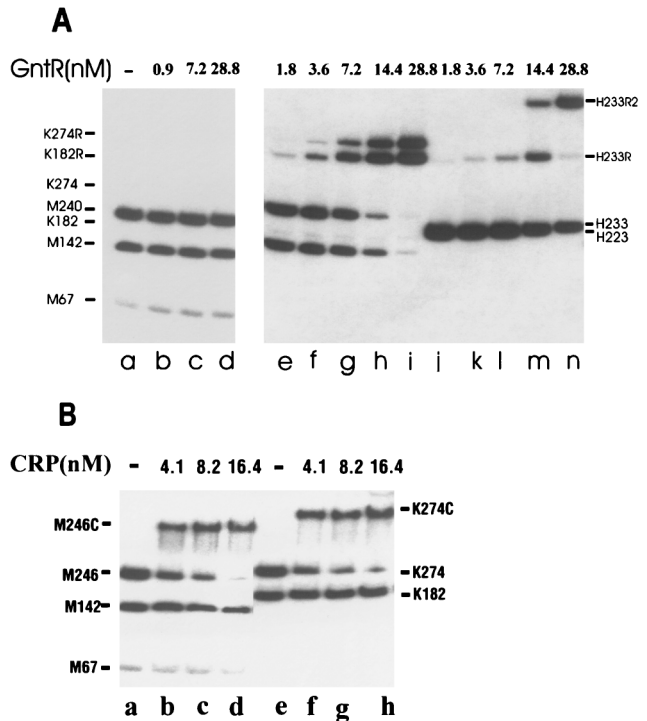 A
GntR(nM) – 0.9 7.2 28.8 1.8 3.6 7.2 14.4 28.8 1.8 3.6 7.2 14.4 28.8
H233R2
K274R
K182R H233R
K274
M240
K182 H233
H223
M142
M67
a b c d e f g h i j k l m n
B
CRP(nM) – 4.1 8.2 16.4 – 4.1 8.2 16.4
K274C
M246C
M246 K274
M142 K182
M67
a b c d e f g h